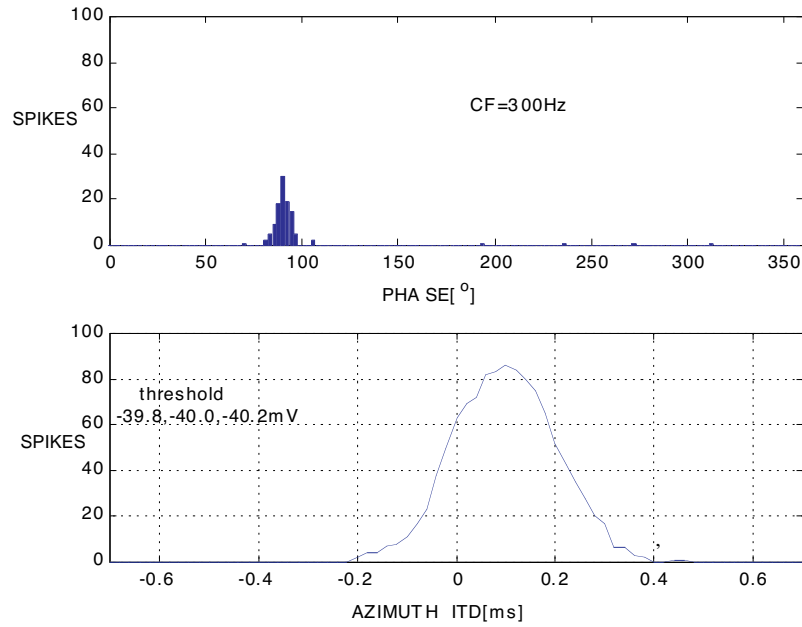 100
80
60
SPIKES
40
20
0
CF=300Hz
0 50 100 150 200 250 300 350
PHA SE[ o]
100
80
60
SPIKES
40
20
0
threshold
-39.8,-40.0,-40.2mV
,
-0.6 -0.4 -0.2 0 0.2 0.4 0.6
AZIMUT H ITD[ms]